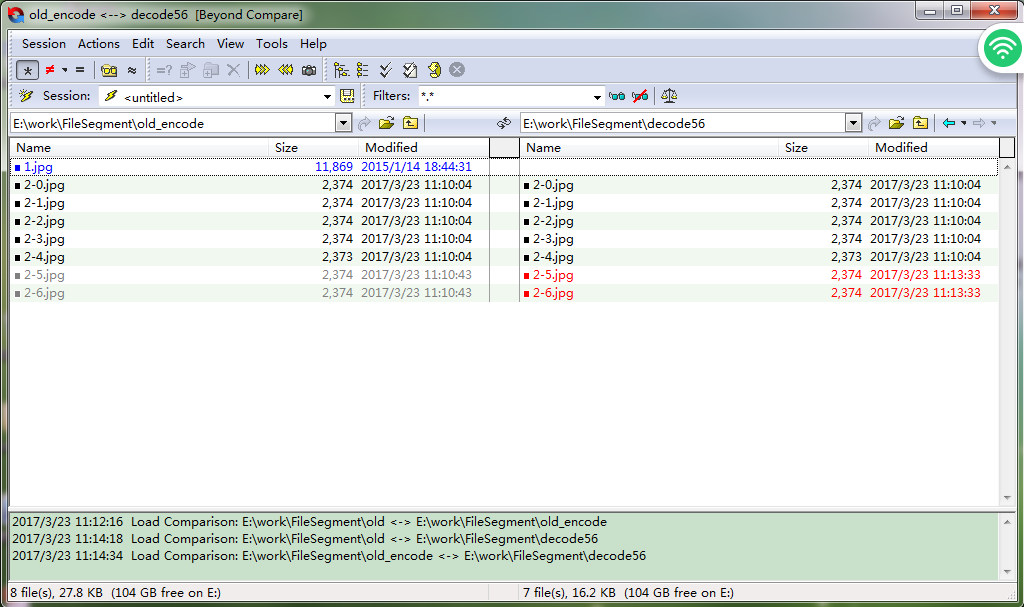 old_encode <--> decode56 [Beyond Compare]
Session Actions Edit Search View Tools Help
Session: <untitled> Filters: *.*
E:\work\FileSegment\old_encode E:\work\FileSegment\decode56
Name Size Modified Name Size Modified
1.jpg 11,869 2015/1/14 18:44:31
2-0.jpg 2,374 2017/3/23 11:10:04 2-0.jpg 2,374 2017/3/23 11:10:04
2-1.jpg 2,374 2017/3/23 11:10:04 2-1.jpg 2,374 2017/3/23 11:10:04
2-2.jpg 2,374 2017/3/23 11:10:04 2-2.jpg 2,374 2017/3/23 11:10:04
2-3.jpg 2,374 2017/3/23 11:10:04 2-3.jpg 2,374 2017/3/23 11:10:04
2-4.jpg 2,373 2017/3/23 11:10:04 2-4.jpg 2,373 2017/3/23 11:10:04
2-5.jpg 2,374 2017/3/23 11:10:43 2-5.jpg 2,374 2017/3/23 11:13:33
2-6.jpg 2,374 2017/3/23 11:10:43 2-6.jpg 2,374 2017/3/23 11:13:33
2017/3/23 11:12:16 Load Comparison: E:\work\FileSegment\old <-> E:\work\FileSegment\old_encode
2017/3/23 11:14:18 Load Comparison: E:\work\FileSegment\old <-> E:\work\FileSegment\decode56
2017/3/23 11:14:34 Load Comparison: E:\work\FileSegment\old_encode <-> E:\work\FileSegment\decode56
8 file(s), 27.8 KB (104 GB free on E:) 7 file(s), 16.2 KB (104 GB free on E:)